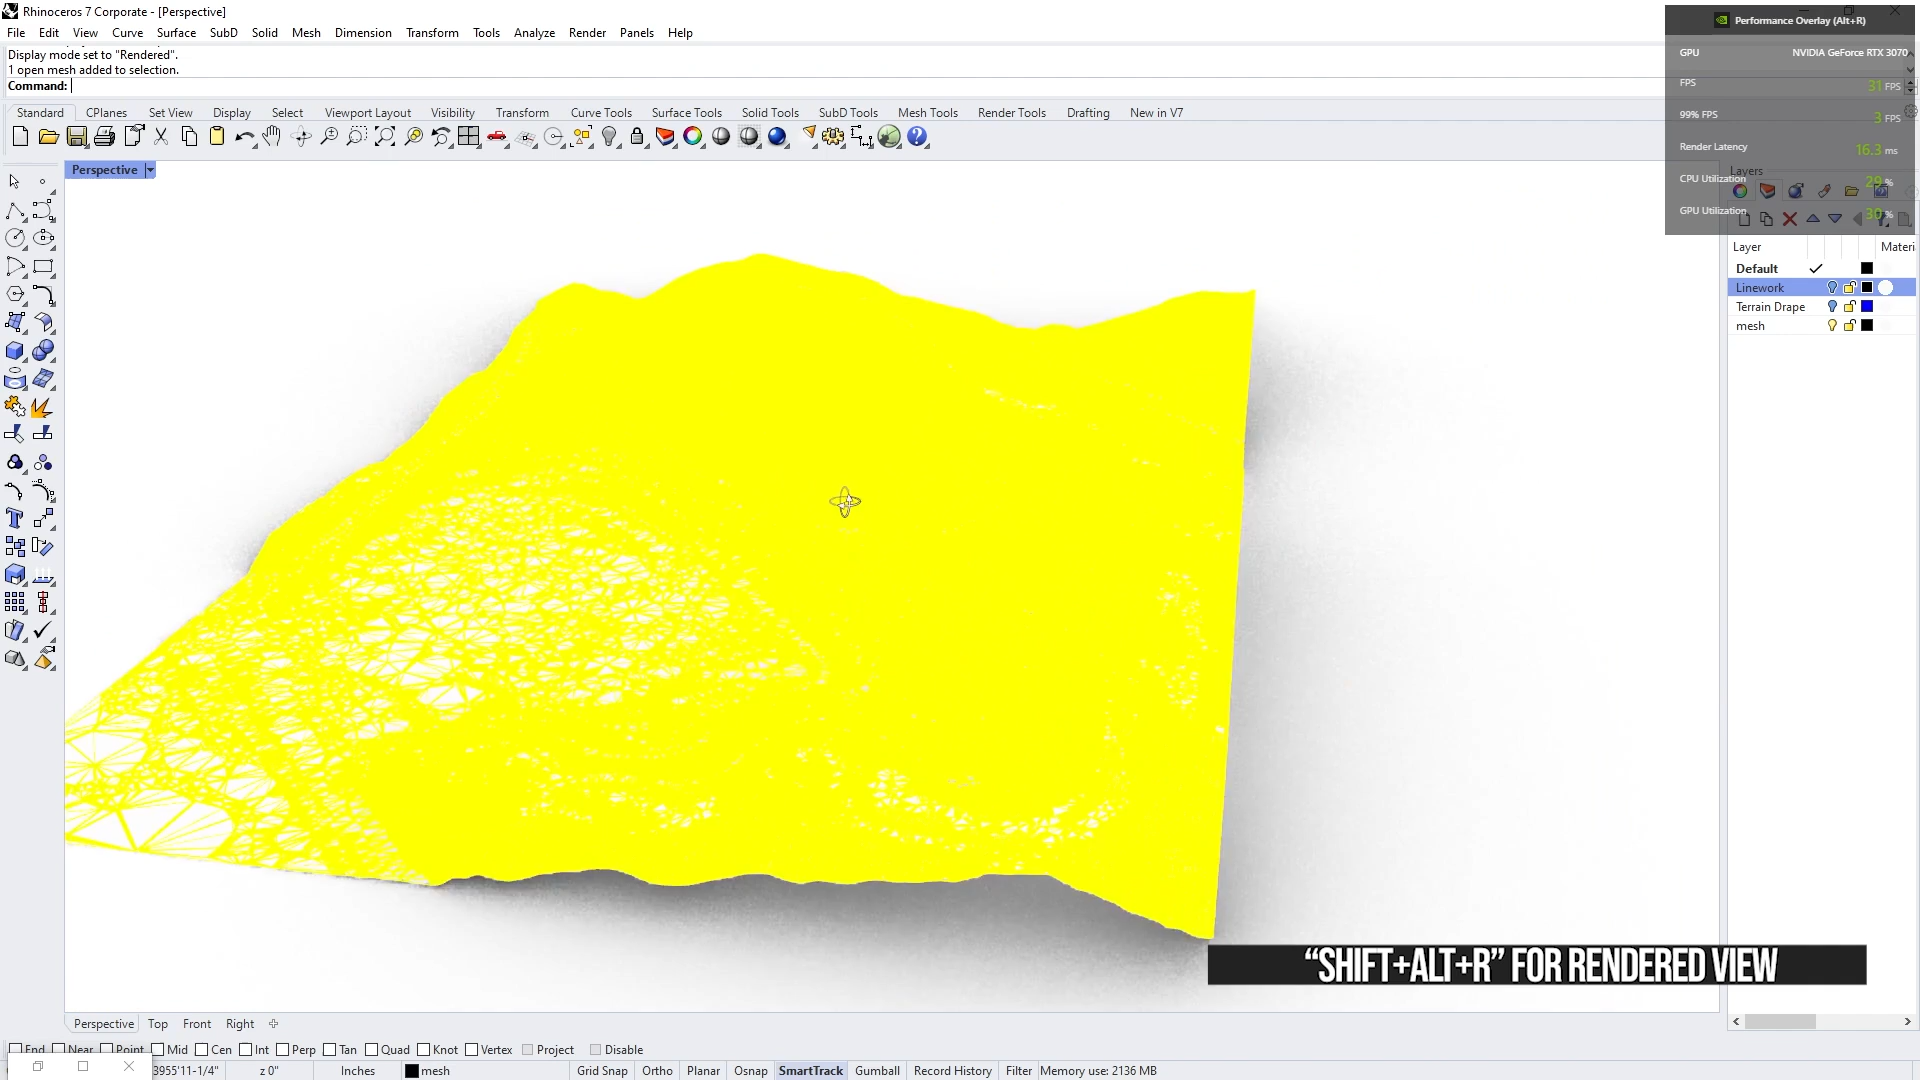 Rhinoceros 7 Corporate - [Perspective]
File Edit View Curve Surface SubD Solid Mesh Dimension Transform Tools Analyze Render Panels Help
Display mode set to "Rendered".
1 open mesh added to selection.
Command:
Standard CPlanes Set View Display Select Viewport Layout Visibility Transform Curve Tools Surface Tools Solid Tools SubD Tools Mesh Tools Render Tools Drafting New in V7
Perspective
Performance Overlay (Alt+R)
GPU NVIDIA GeForce RTX 3070
FPS 31 FPS
99% FPS 3 FPS
Render Latency 16.3 ms
Layers
CPU Utilization 29 %
GPU Utilization 30 %
Layer Materi
Default
Linework
Terrain Drape
mesh
“SHIFT+ALT+R” FOR RENDERED VIEW
Perspective Top Front Right
End Near Point Mid Cen Int Perp Tan Quad Knot Vertex Project Disable
3955'11-1/4" z 0" Inches mesh Grid Snap Ortho Planar Osnap SmartTrack Gumball Record History Filter Memory use: 2136 MB